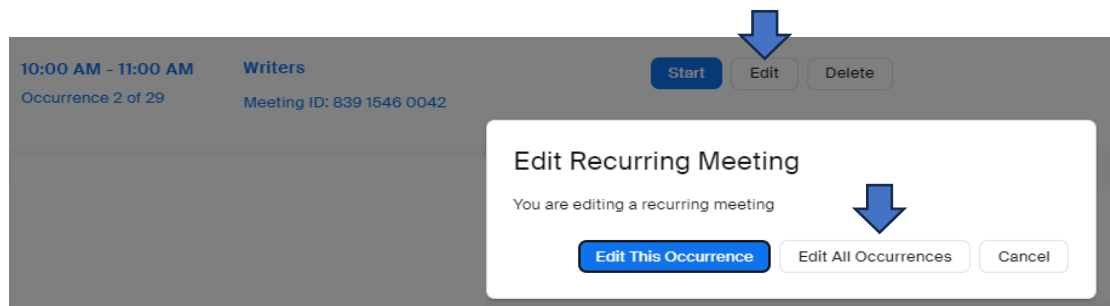 10:00 AM - 11:00 AM
Writers
Start
Edit
Delete
Occurrence 2 of 29
Meeting ID: 839 1546 0042
Edit Recurring Meeting
You are editing a recurring meeting
Edit This Occurrence
Edit All Occurrences
Cancel